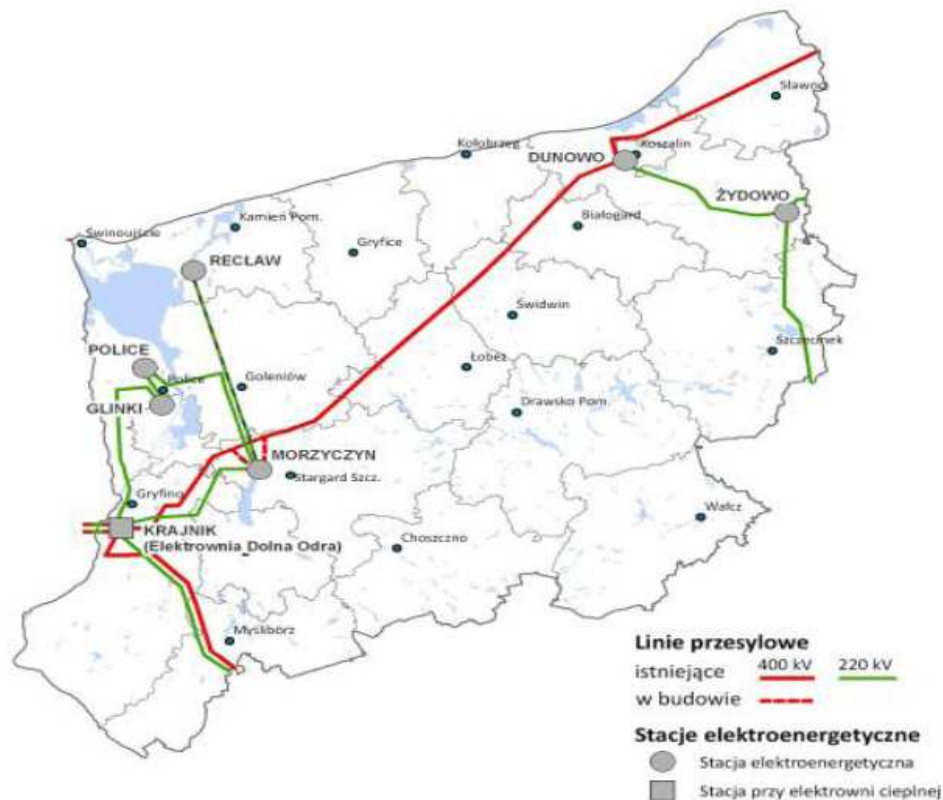 Sławno
Kołobrzeg
Koszalin
DUNOWO
ŻYDOWO
Kamień Pom.
Białogard
Świnoujście
Gryfice
RECLAW
Świdwin
POLICE
Szczecinek
Łobez
Police
Goleniów
GLINKI
Drawsko Pom.
MORZYCZYN
Stargard Szcz.
Gryfino
Wałcz
KRAJNIK
(Elektrownia Dolna Odra)
Choszczno
Myślibórz
Linie przesyłowe
istniejące 400 kV 220 kV
w budowie
Stacje elektroenergetyczne
Stacja elektroenergetyczna
Stacja przy elektrowni cieplnej